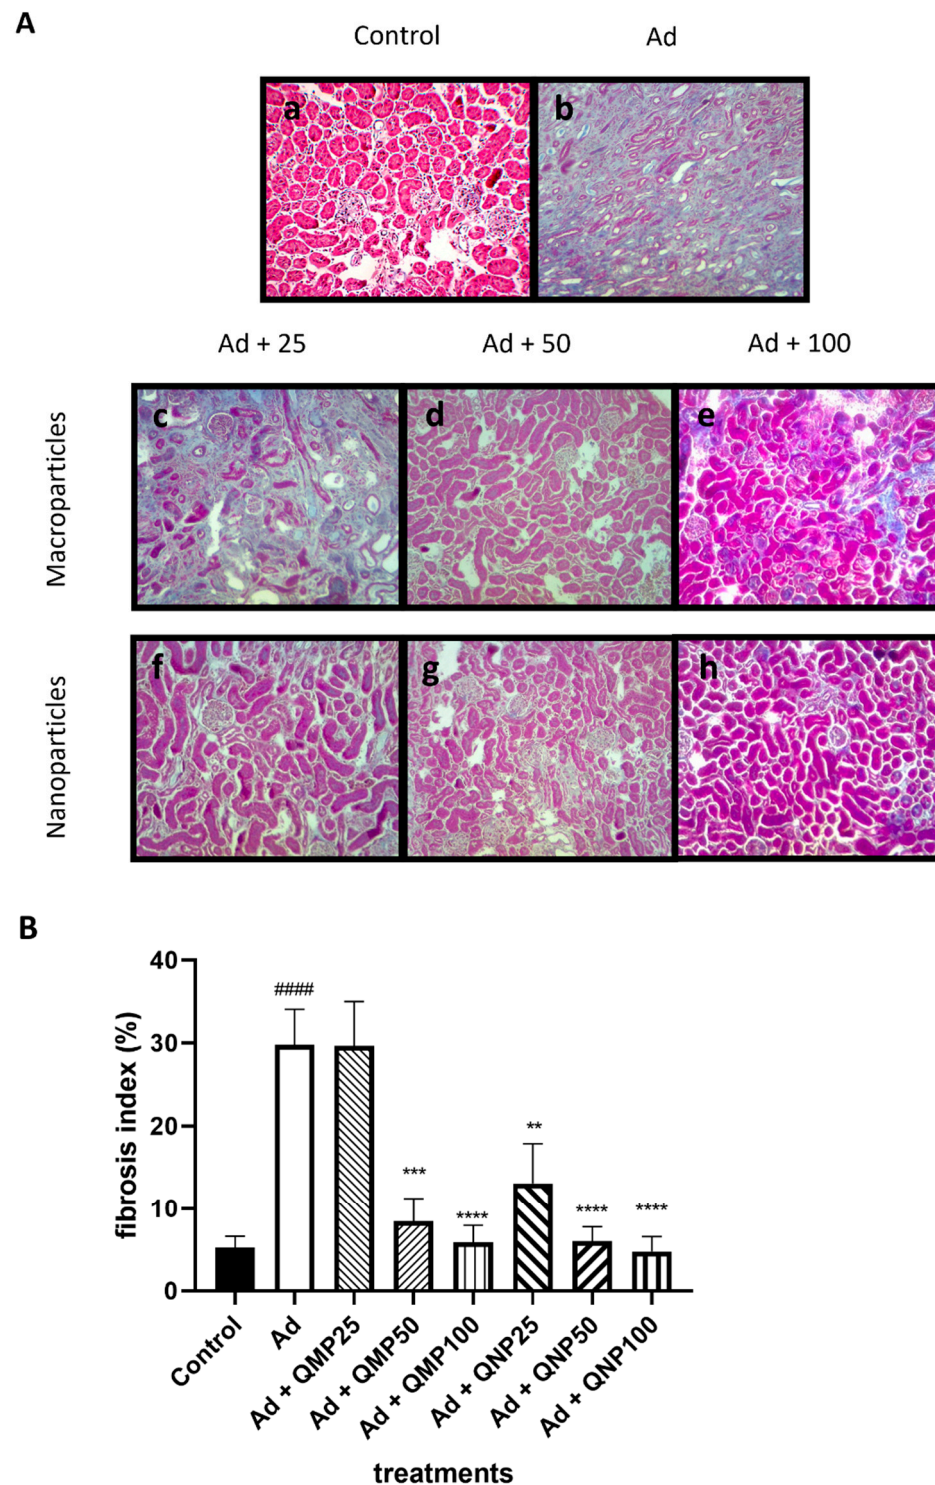 A
Control Ad
a b
Ad + 25 Ad + 50 Ad + 100
Macroparticles
c d e
Nanoparticles
f g h
B
fibrosis index (%)
40
30
20
10
0
####
***
****
**
****
****
Control
Ad
Ad + QMP25
Ad + QMP50
Ad + QMP100
Ad + QNP25
Ad + QNP50
Ad + QNP100
treatments